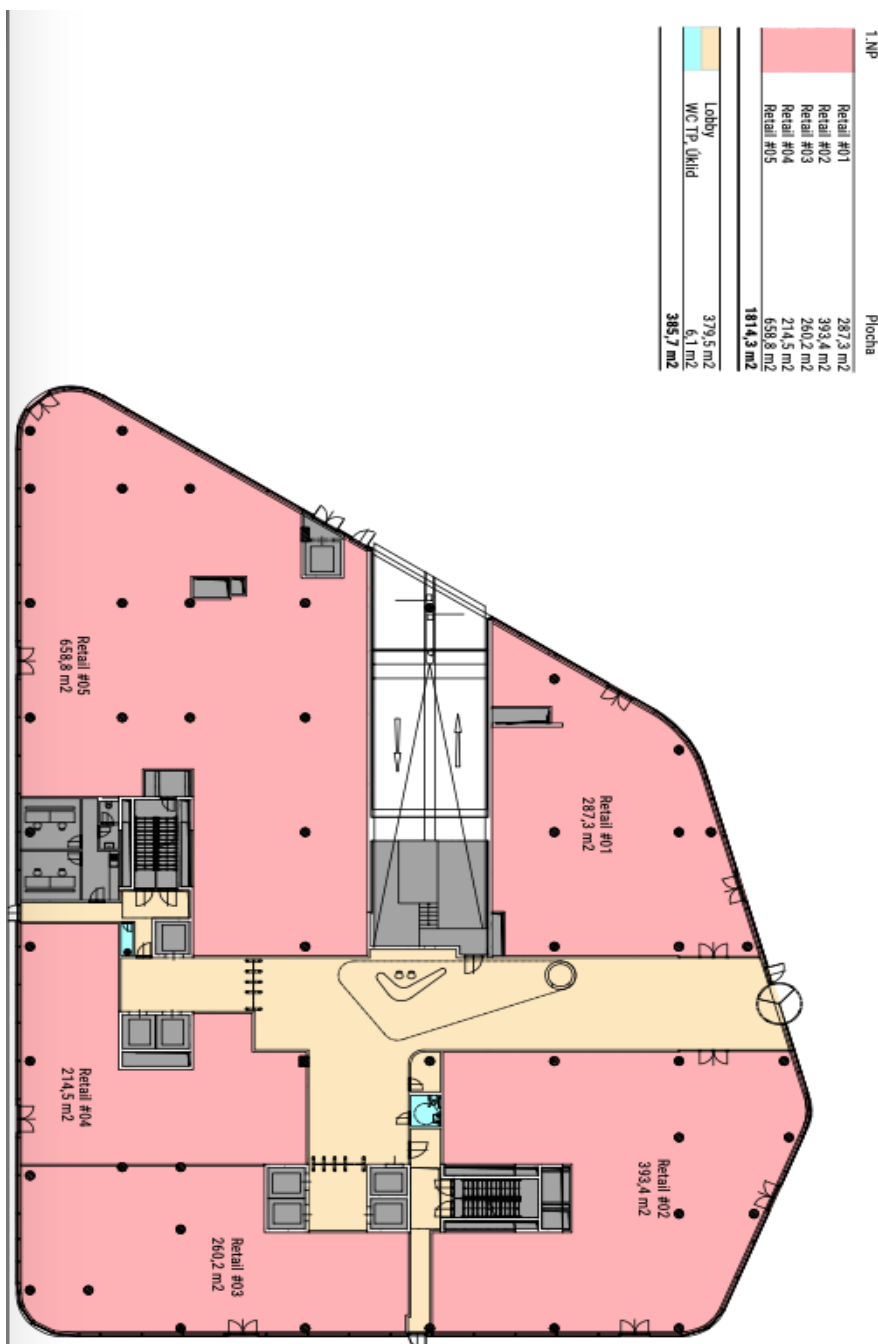 1.NP Plocha
Retail #01 287,3 m2
Retail #02 393,4 m2
Retail #03 260,2 m2
Retail #04 214,5 m2
Retail #05 658,8 m2
1814,3 m2
Lobby 379,5 m2
WC TP, Úklid 6,1 m2
385,7 m2
Retail #01
287,3 m2
Retail #02
393,4 m2
Retail #05
658,8 m2
Retail #04
214,5 m2
Retail #03
260,2 m2